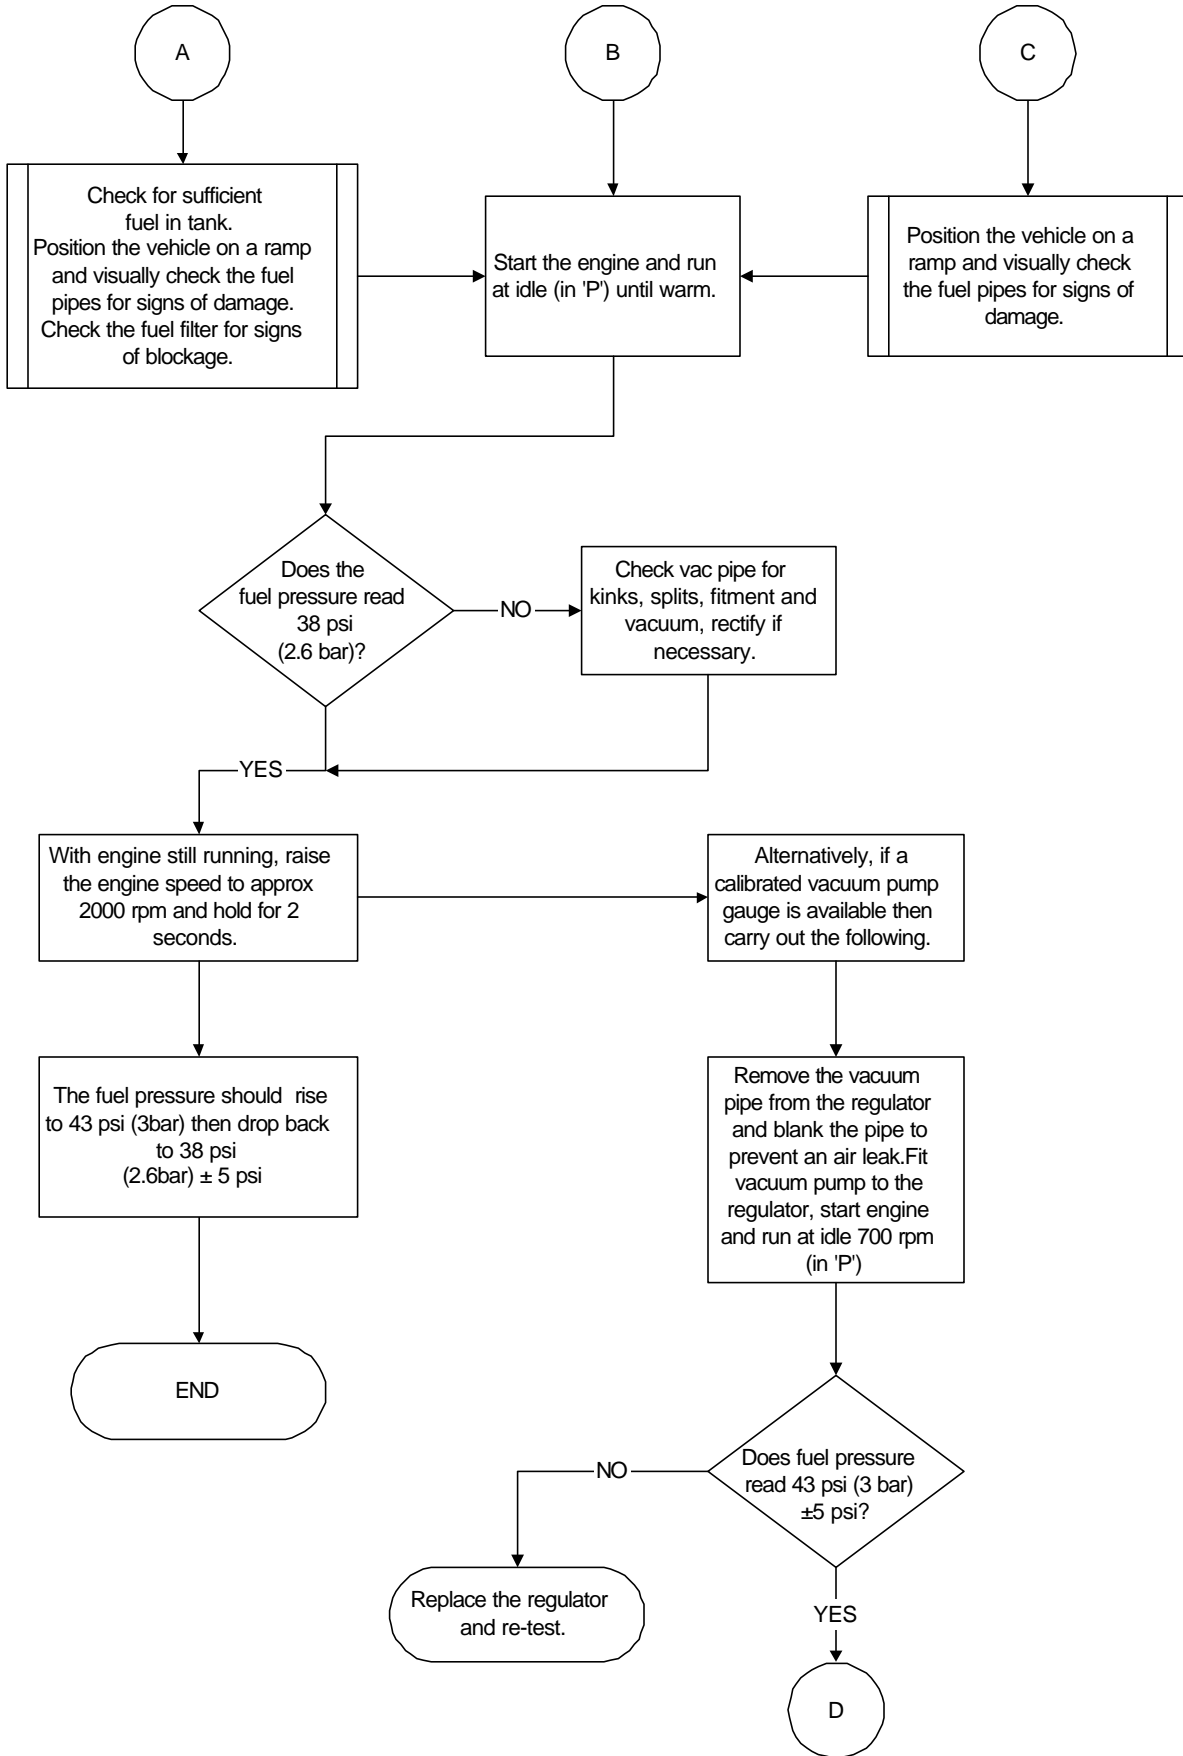 A
B
C
Check for sufficient
fuel in tank.
Position the vehicle on a ramp
and visually check the fuel
pipes for signs of damage.
Check the fuel filter for signs
of blockage.
Start the engine and run
at idle (in 'P') until warm.
Position the vehicle on a
ramp and visually check
the fuel pipes for signs of
damage.
Does the
fuel pressure read
38 psi
(2.6 bar)?
NO
Check vac pipe for
kinks, splits, fitment and
vacuum, rectify if
necessary.
YES
With engine still running, raise
the engine speed to approx
2000 rpm and hold for 2
seconds.
Alternatively, if a
calibrated vacuum pump
gauge is available then
carry out the following.
The fuel pressure should  rise
to 43 psi (3bar) then drop back
to 38 psi
(2.6bar) ± 5 psi
Remove the vacuum
pipe from the regulator
and blank the pipe to
prevent an air leak.Fit
vacuum pump to the
regulator, start engine
and run at idle 700 rpm
(in 'P')
END
Does fuel pressure
read 43 psi (3 bar)
±5 psi?
NO
Replace the regulator
and re-test.
YES
D